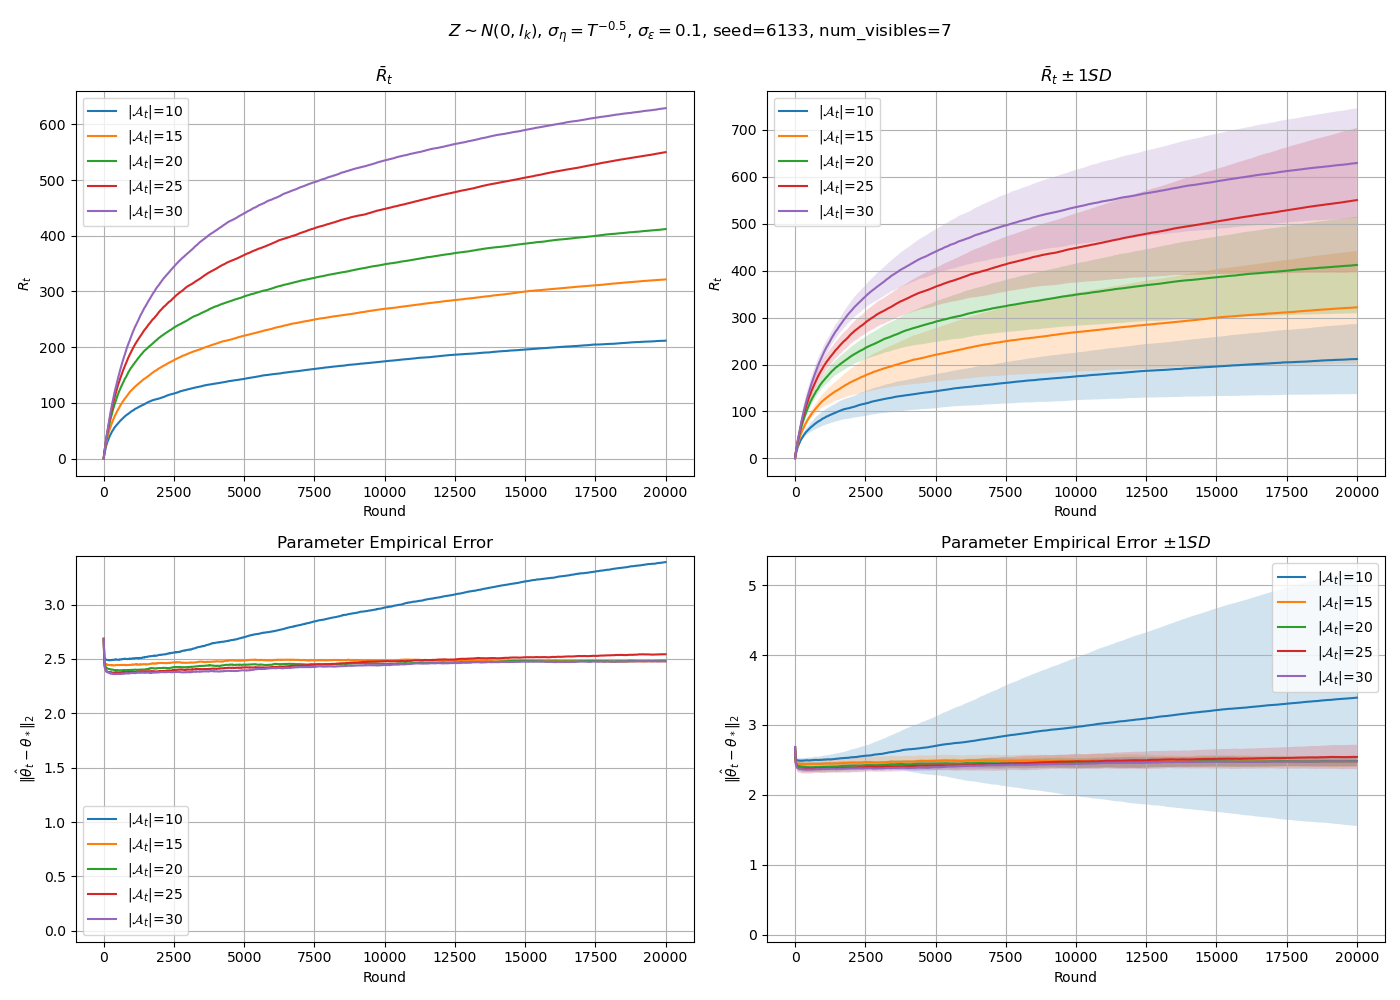 Z ~ N(0, I_k), σ_η = T^{-0.5}, σ_ε = 0.1, seed=6133, num_visibles=7
R̄_t
600
500
400
300
200
100
0
R_t
|𝒜_t|=10
|𝒜_t|=15
|𝒜_t|=20
|𝒜_t|=25
|𝒜_t|=30
0 2500 5000 7500 10000 12500 15000 17500 20000
Round
R̄_t ± 1SD
700
600
500
400
300
200
100
0
R_t
|𝒜_t|=10
|𝒜_t|=15
|𝒜_t|=20
|𝒜_t|=25
|𝒜_t|=30
0 2500 5000 7500 10000 12500 15000 17500 20000
Round
Parameter Empirical Error
3.0
2.5
2.0
1.5
1.0
0.5
0.0
‖θ̂_t − θ_*‖_2
|𝒜_t|=10
|𝒜_t|=15
|𝒜_t|=20
|𝒜_t|=25
|𝒜_t|=30
0 2500 5000 7500 10000 12500 15000 17500 20000
Round
Parameter Empirical Error ±1SD
5
4
3
2
1
0
‖θ̂_t − θ_*‖_2
|𝒜_t|=10
|𝒜_t|=15
|𝒜_t|=20
|𝒜_t|=25
|𝒜_t|=30
0 2500 5000 7500 10000 12500 15000 17500 20000
Round